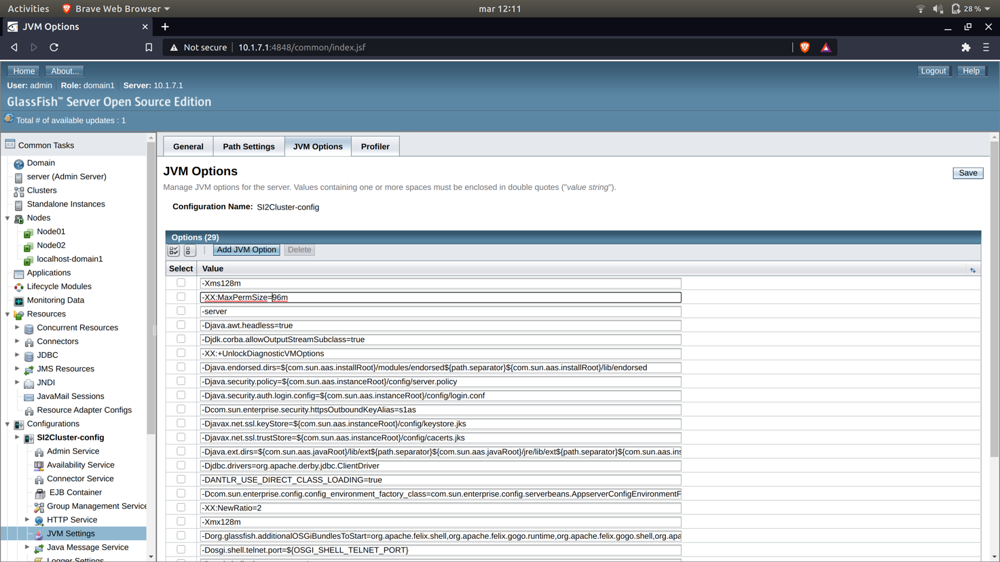 Activities
Brave Web Browser
mar 12:11
28 %
JVM Options
Not secure
10.1.7.1:4848/common/index.jsf
Home
About...
Logout
Help
User: admin
Role: domain1
Server: 10.1.7.1
GlassFish™ Server Open Source Edition
Total # of available updates : 1
Common Tasks
Domain
server (Admin Server)
Clusters
Standalone Instances
Nodes
Node01
Node02
localhost-domain1
Applications
Lifecycle Modules
Monitoring Data
Resources
Concurrent Resources
Connectors
JDBC
JMS Resources
JNDI
JavaMail Sessions
Resource Adapter Configs
Configurations
SI2Cluster-config
Admin Service
Availability Service
Connector Service
EJB Container
Group Management Service
HTTP Service
JVM Settings
Java Message Service
Logger Settings
General
Path Settings
JVM Options
Profiler
JVM Options
Save
Manage JVM options for the server. Values containing one or more spaces must be enclosed in double quotes ("value string").
Configuration Name: SI2Cluster-config
Options (29)
Add JVM Option
Delete
Select
Value
-Xms128m
-XX:MaxPermSize=96m
-server
-Djava.awt.headless=true
-Djdk.corba.allowOutputStreamSubclass=true
-XX:+UnlockDiagnosticVMOptions
-Djava.endorsed.dirs=${com.sun.aas.installRoot}/modules/endorsed${path.separator}${com.sun.aas.installRoot}/lib/endorsed
-Djava.security.policy=${com.sun.aas.instanceRoot}/config/server.policy
-Djava.security.auth.login.config=${com.sun.aas.instanceRoot}/config/login.conf
-Dcom.sun.enterprise.security.httpsOutboundKeyAlias=s1as
-Djavax.net.ssl.keyStore=${com.sun.aas.instanceRoot}/config/keystore.jks
-Djavax.net.ssl.trustStore=${com.sun.aas.instanceRoot}/config/cacerts.jks
-Djava.ext.dirs=${com.sun.aas.javaRoot}/lib/ext${path.separator}${com.sun.aas.javaRoot}/jre/lib/ext${path.separator}${com.sun.aas.ins
-Djdbc.drivers=org.apache.derby.jdbc.ClientDriver
-DANTLR_USE_DIRECT_CLASS_LOADING=true
-Dcom.sun.enterprise.config.config_environment_factory_class=com.sun.enterprise.config.serverbeans.AppserverConfigEnvironmentF
-XX:NewRatio=2
-Xmx128m
-Dorg.glassfish.additionalOSGiBundlesToStart=org.apache.felix.shell,org.apache.felix.gogo.runtime,org.apache.felix.gogo.shell,org.apa
-Dosgi.shell.telnet.port=${OSGI_SHELL_TELNET_PORT}